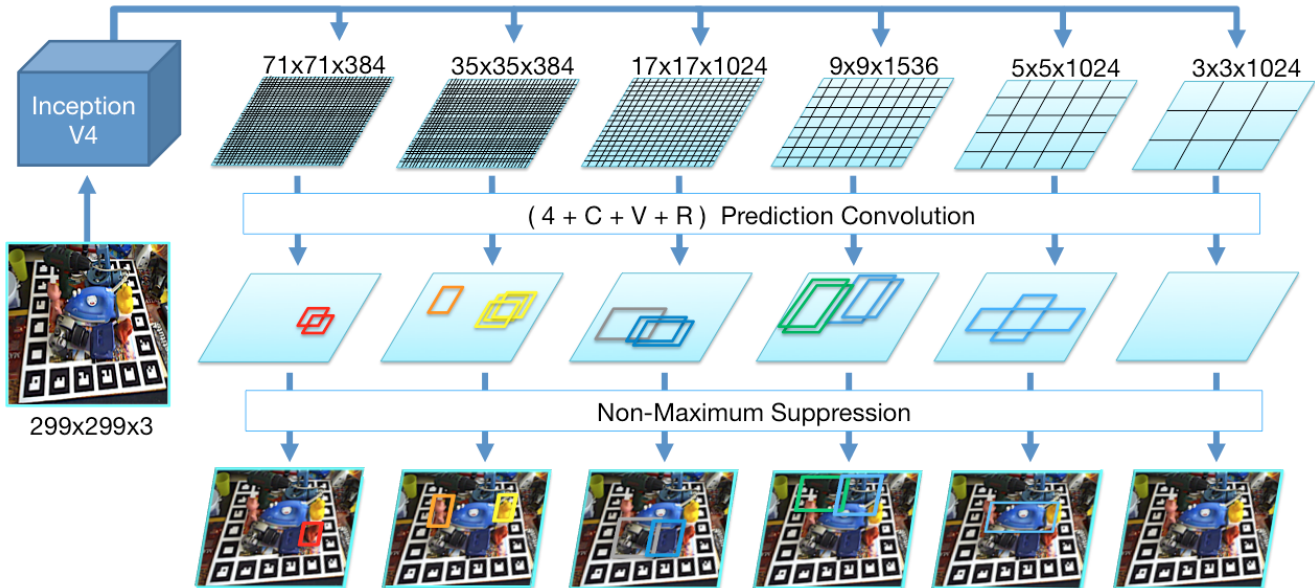 Inception
V4
71x71x384
35x35x384
17x17x1024
9x9x1536
5x5x1024
3x3x1024
( 4 + C + V + R ) Prediction Convolution
299x299x3
Non-Maximum Suppression